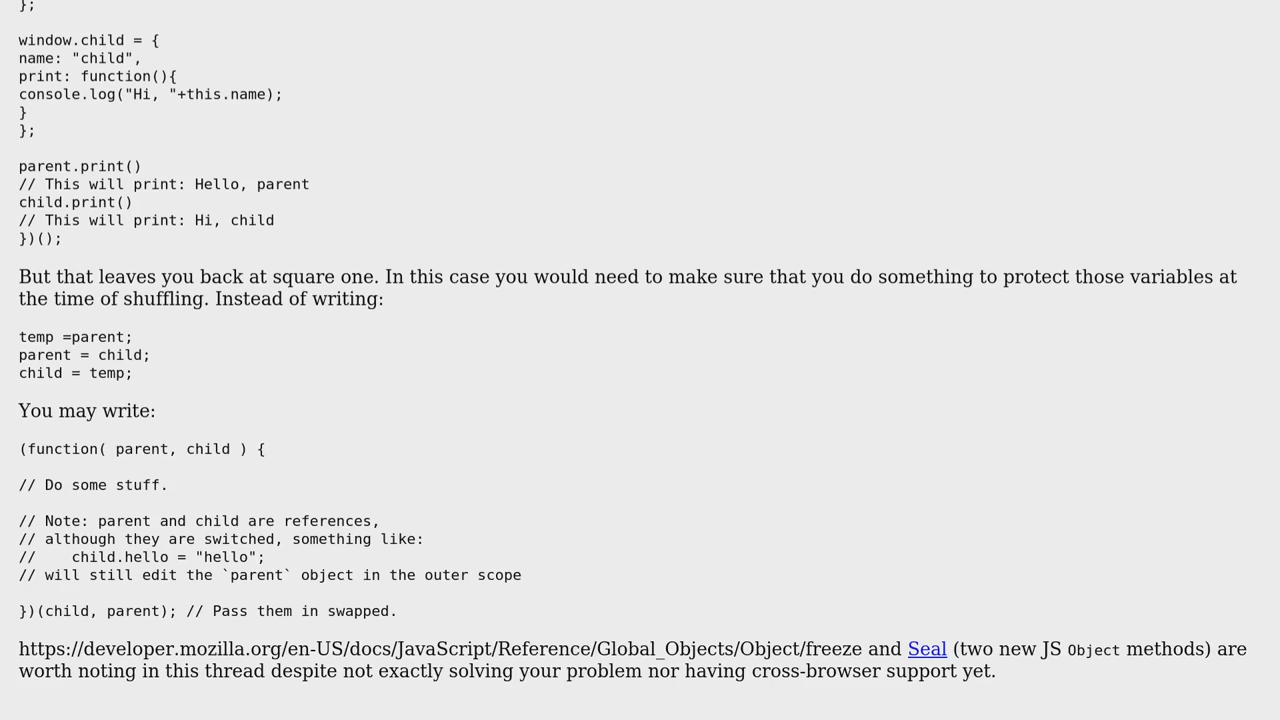 };
window.child = {
name: "child",
print: function(){
console.log("Hi, "+this.name);
}
};
parent.print()
// This will print: Hello, parent
child.print()
// This will print: Hi, child
})();
But that leaves you back at square one. In this case you would need to make sure that you do something to protect those variables at
the time of shuffling. Instead of writing:
temp =parent;
parent = child;
child = temp;
You may write:
(function( parent, child ) {
// Do some stuff.
// Note: parent and child are references,
// although they are switched, something like:
//    child.hello = "hello";
// will still edit the `parent` object in the outer scope
})(child, parent); // Pass them in swapped.
https://developer.mozilla.org/en-US/docs/JavaScript/Reference/Global_Objects/Object/freeze and Seal (two new JS Object methods) are
worth noting in this thread despite not exactly solving your problem nor having cross-browser support yet.